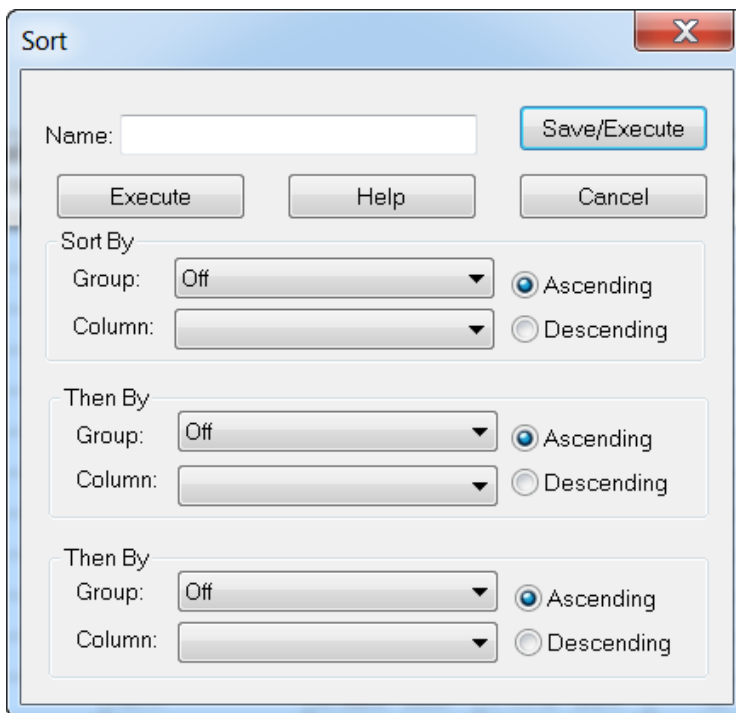 Sort
Name: Save/Execute
Execute Help Cancel
Sort By
Group: Off Ascending
Column: Descending
Then By
Group: Off Ascending
Column: Descending
Then By
Group: Off Ascending
Column: Descending